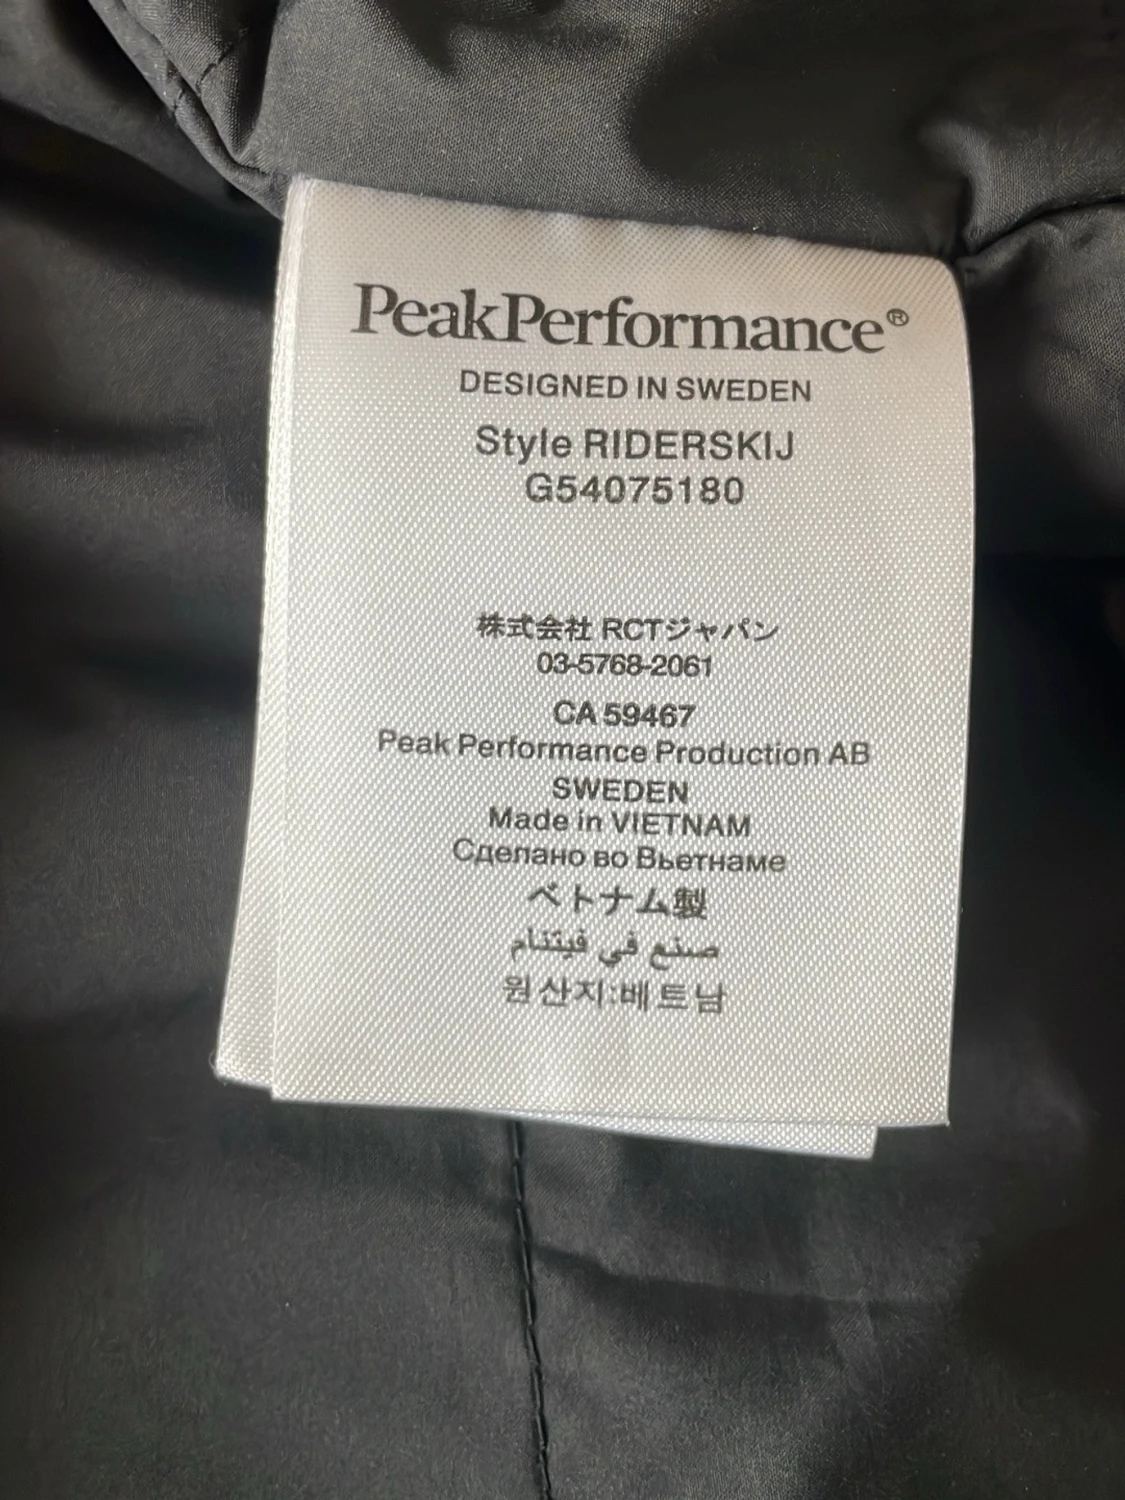 PeakPerformance®
DESIGNED IN SWEDEN
Style RIDERSKIJ
G54075180
株式会社 RCTジャパン
03-5768-2061
CA 59467
Peak Performance Production AB
SWEDEN
Made in VIETNAM
Сделано во Вьетнаме
ベトナム製
صنع في فيتنام
원산지:베트남